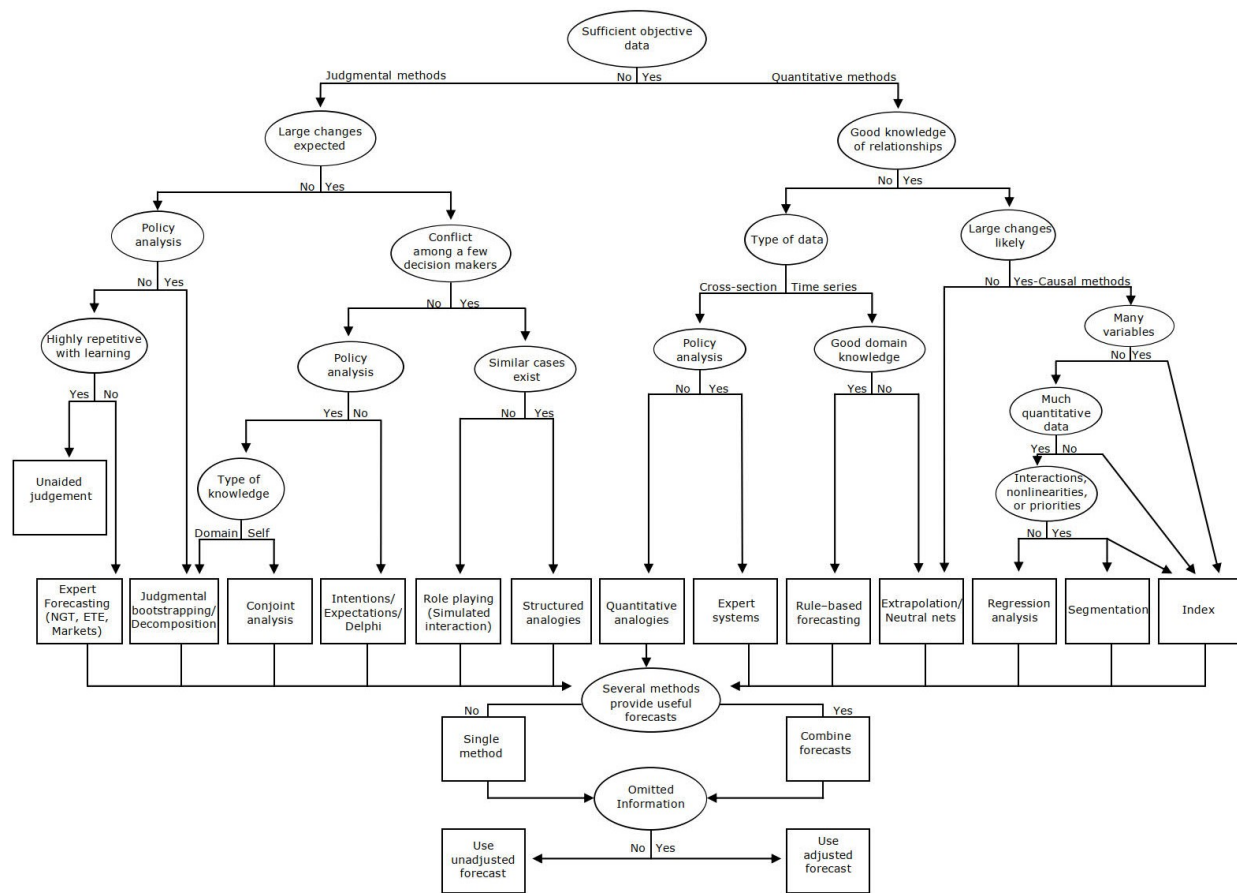 Sufficient objective
data
Judgmental methods
No
Yes
Quantitative methods
Large changes
expected
Good knowledge
of relationships
No
Yes
No
Yes
Policy
analysis
Conflict
among a few
decision makers
Type of data
Large changes
likely
No
Yes
No
Yes
Cross-section
Time series
No
Yes-Causal methods
Highly repetitive
with learning
Policy
analysis
Similar cases
exist
Policy
analysis
Good domain
knowledge
Many
variables
No
Yes
Yes
No
Yes
No
No
Yes
No
Yes
Yes
No
Much
quantitative
data
Yes
No
Unaided
judgement
Type of
knowledge
Interactions,
nonlinearities,
or priorities
Domain
Self
No
Yes
Expert
Forecasting
(NGT, ETE,
Markets)
Judgmental
bootstrapping/
Decomposition
Conjoint
analysis
Intentions/
Expectations/
Delphi
Role playing
(Simulated
interaction)
Structured
analogies
Quantitative
analogies
Expert
systems
Rule-based
forecasting
Extrapolation/
Neutral nets
Regression
analysis
Segmentation
Index
Several methods
provide useful
forecasts
No
Yes
Single
method
Combine
forecasts
Omitted
Information
No
Yes
Use
unadjusted
forecast
Use
adjusted
forecast